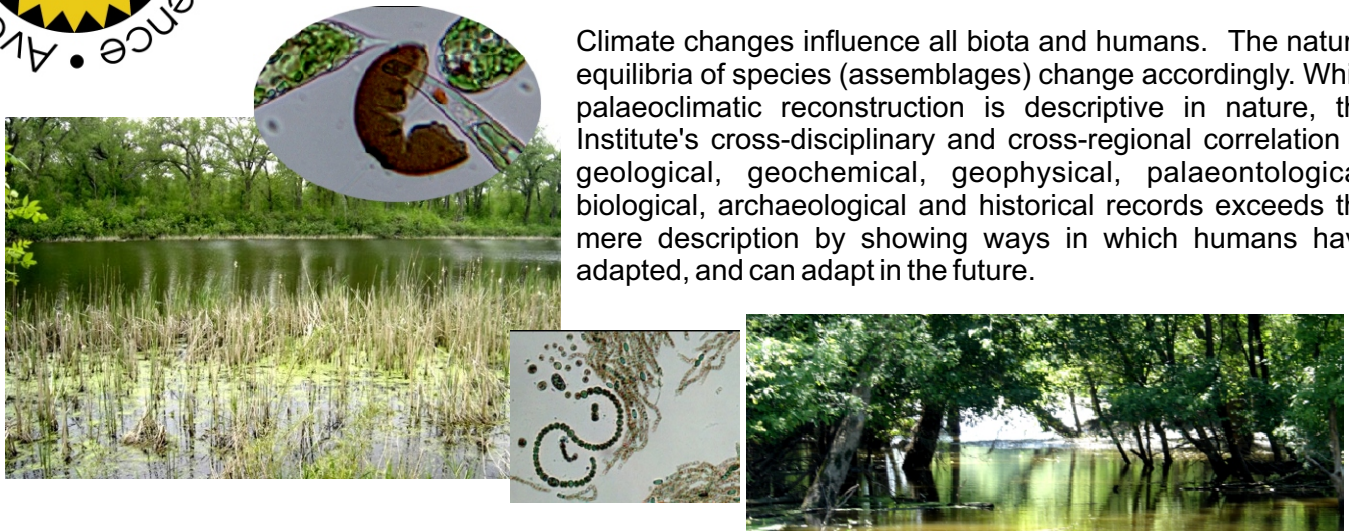 ence • Av
Climate changes influence all biota and humans. The natur
equilibria of species (assemblages) change accordingly. Whi
palaeoclimatic reconstruction is descriptive in nature, th
Institute's cross-disciplinary and cross-regional correlation
geological, geochemical, geophysical, palaeontologica
biological, archaeological and historical records exceeds th
mere description by showing ways in which humans hav
adapted, and can adapt in the future.